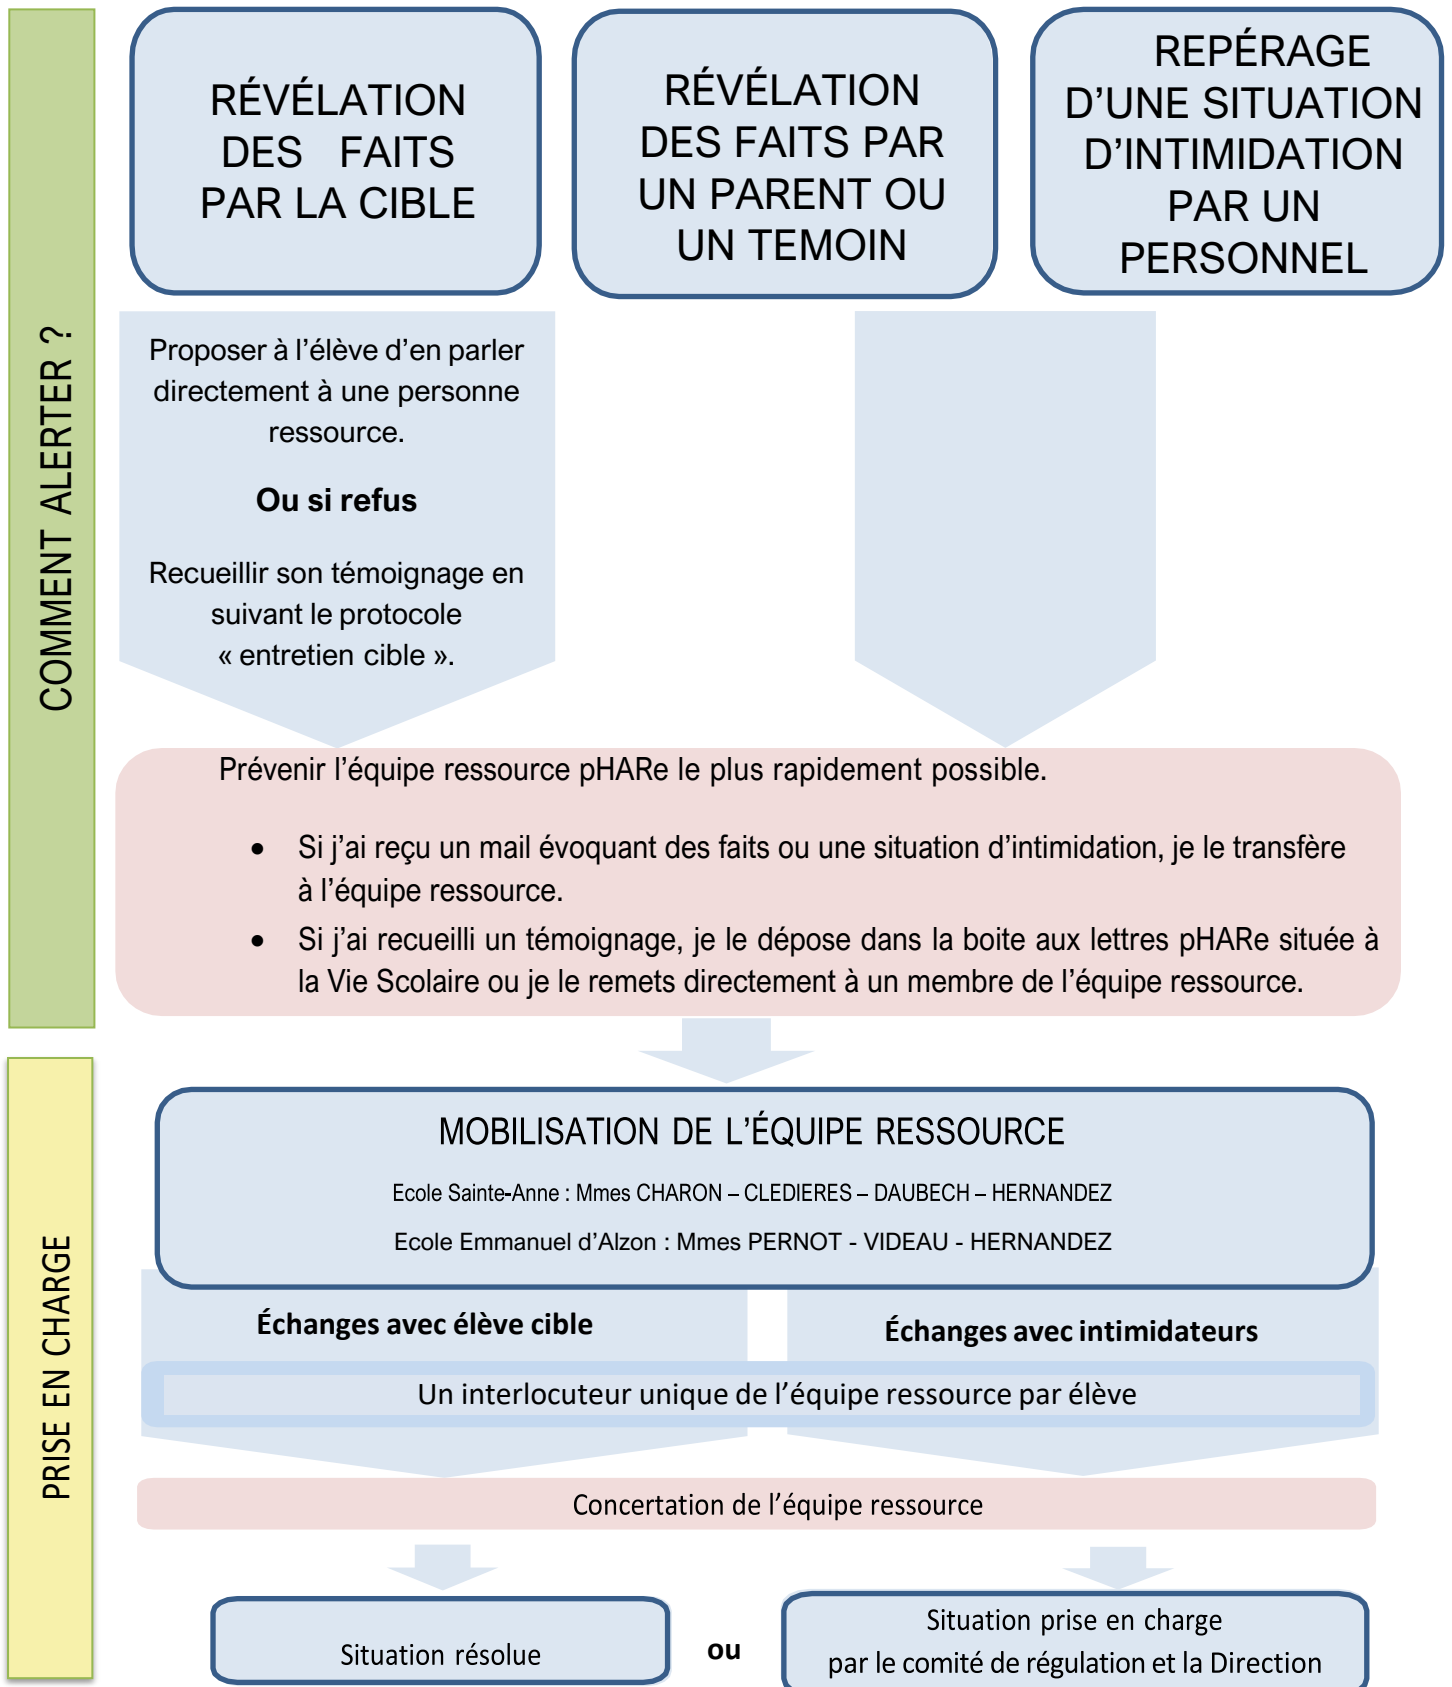 COMMENT ALERTER ?
RÉVÉLATION
DES FAITS
PAR LA CIBLE
RÉVÉLATION
DES FAITS PAR
UN PARENT OU
UN TEMOIN
REPÉRAGE
D’UNE SITUATION
D’INTIMIDATION
PAR UN
PERSONNEL
Proposer à l’élève d’en parler
directement à une personne
ressource.
Ou si refus
Recueillir son témoignage en
suivant le protocole
« entretien cible ».
Prévenir l’équipe ressource pHARe le plus rapidement possible.
• Si j’ai reçu un mail évoquant des faits ou une situation d’intimidation, je le transfère
à l’équipe ressource.
• Si j’ai recueilli un témoignage, je le dépose dans la boite aux lettres pHARe située à
la Vie Scolaire ou je le remets directement à un membre de l’équipe ressource.
PRISE EN CHARGE
MOBILISATION DE L’ÉQUIPE RESSOURCE
Ecole Sainte-Anne : Mmes CHARON – CLEDIERES – DAUBECH – HERNANDEZ
Ecole Emmanuel d’Alzon : Mmes PERNOT - VIDEAU - HERNANDEZ
Échanges avec élève cible
Échanges avec intimidateurs
Un interlocuteur unique de l’équipe ressource par élève
Concertation de l’équipe ressource
Situation résolue
ou
Situation prise en charge
par le comité de régulation et la Direction